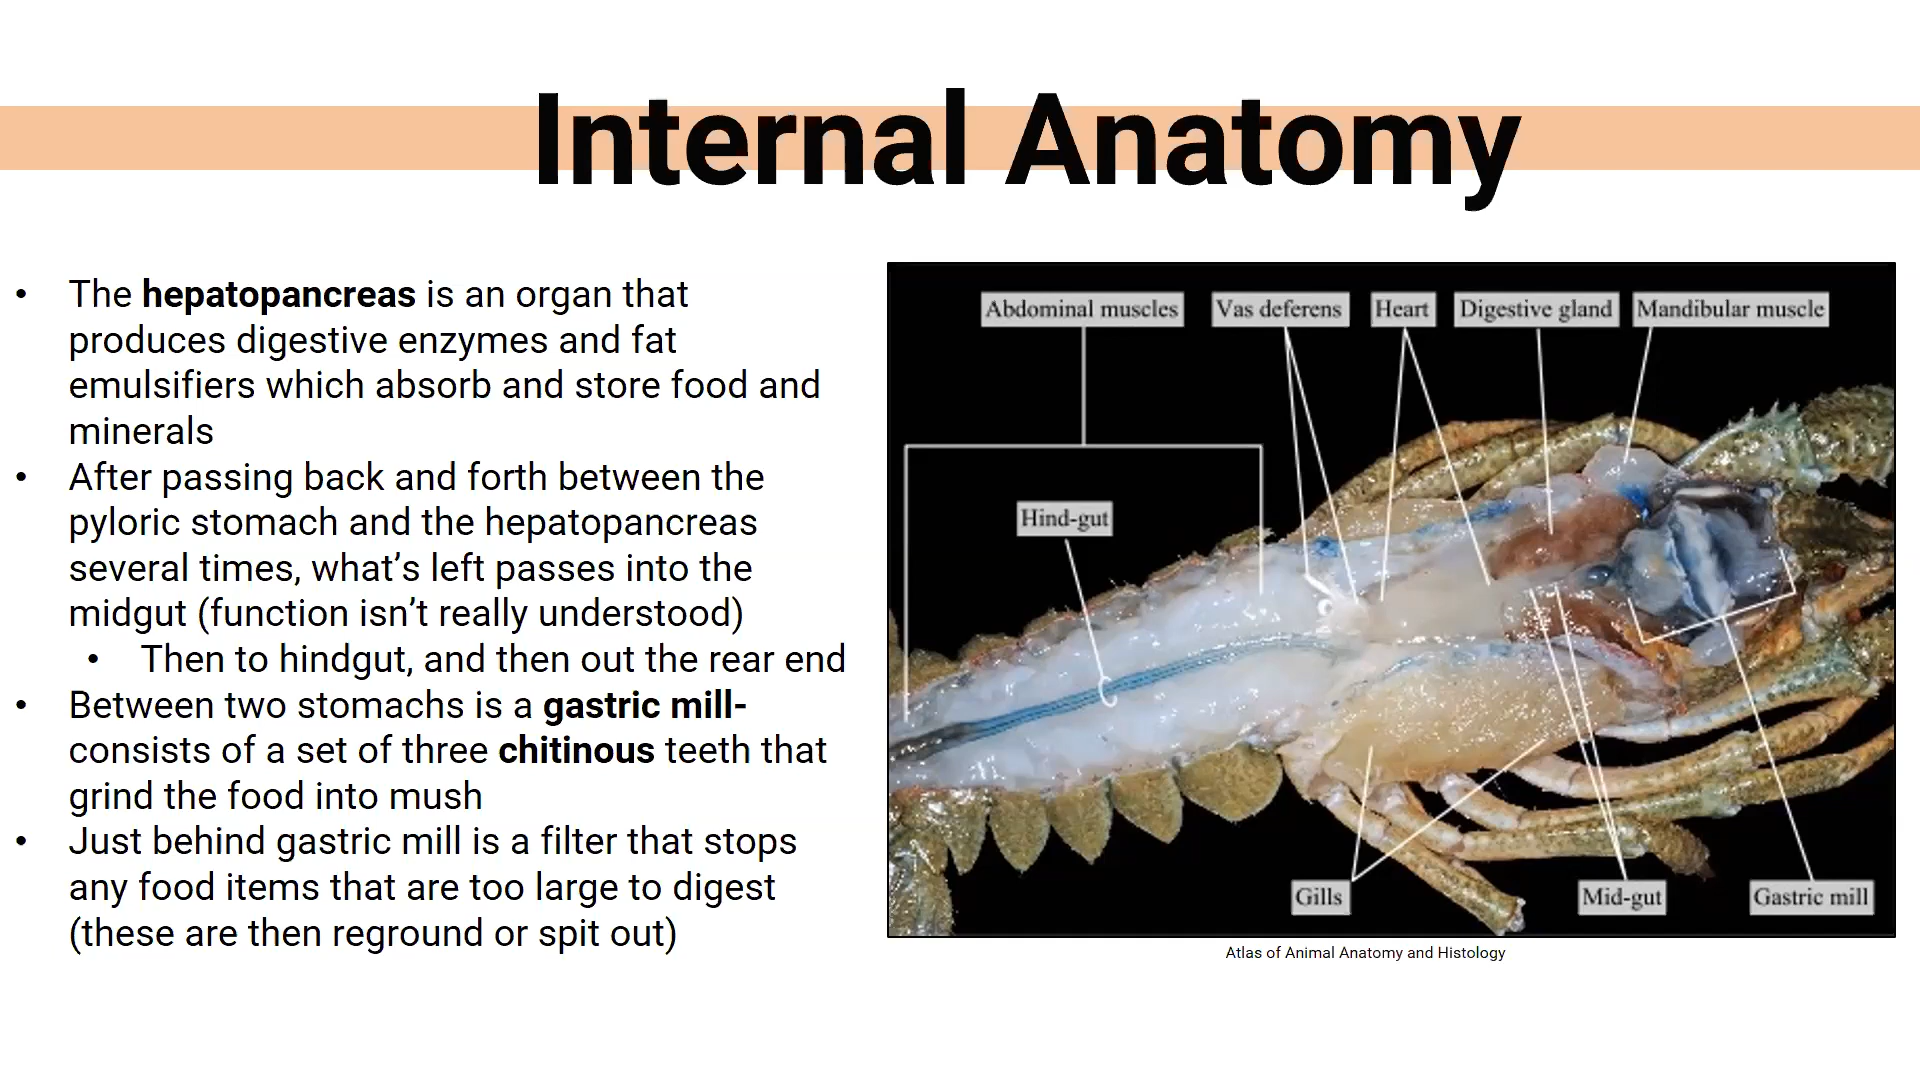 Internal Anatomy
• The hepatopancreas is an organ that
produces digestive enzymes and fat
emulsifiers which absorb and store food and
minerals
• After passing back and forth between the
pyloric stomach and the hepatopancreas
several times, what’s left passes into the
midgut (function isn’t really understood)
• Then to hindgut, and then out the rear end
• Between two stomachs is a gastric mill-
consists of a set of three chitinous teeth that
grind the food into mush
• Just behind gastric mill is a filter that stops
any food items that are too large to digest
(these are then reground or spit out)
Abdominal muscles Vas deferens Heart Digestive gland Mandibular muscle
Hind-gut
Gills Mid-gut Gastric mill
Atlas of Animal Anatomy and Histology